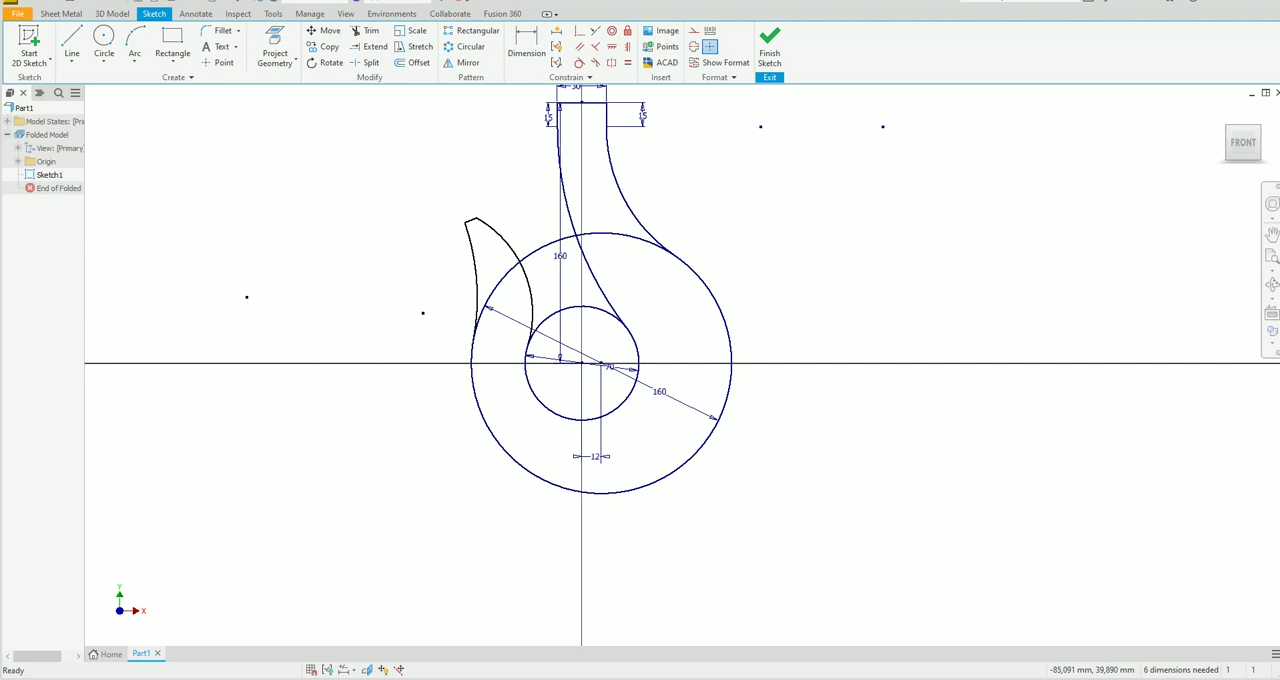 File Sheet Metal 3D Model Sketch Annotate Inspect Tools Manage View Environments Collaborate Fusion 360
Start
2D Sketch
Line
Circle
Arc
Rectangle
Fillet
Text
Point
Project
Geometry
Move
Copy
Rotate
Trim
Extend
Split
Scale
Stretch
Offset
Rectangular
Circular
Mirror
Dimension
Image
Points
ACAD
Show Format
Finish
Sketch
Sketch Create Modify Pattern Constrain Insert Format Exit
Part1
Model States: [Pri
Folded Model
View: [Primary]
Origin
Sketch1
End of Folded
30
15
15
FRONT
160
70
160
12
Y
X
Home Part1
Ready
-85,091 mm, 39,890 mm 6 dimensions needed 1 1